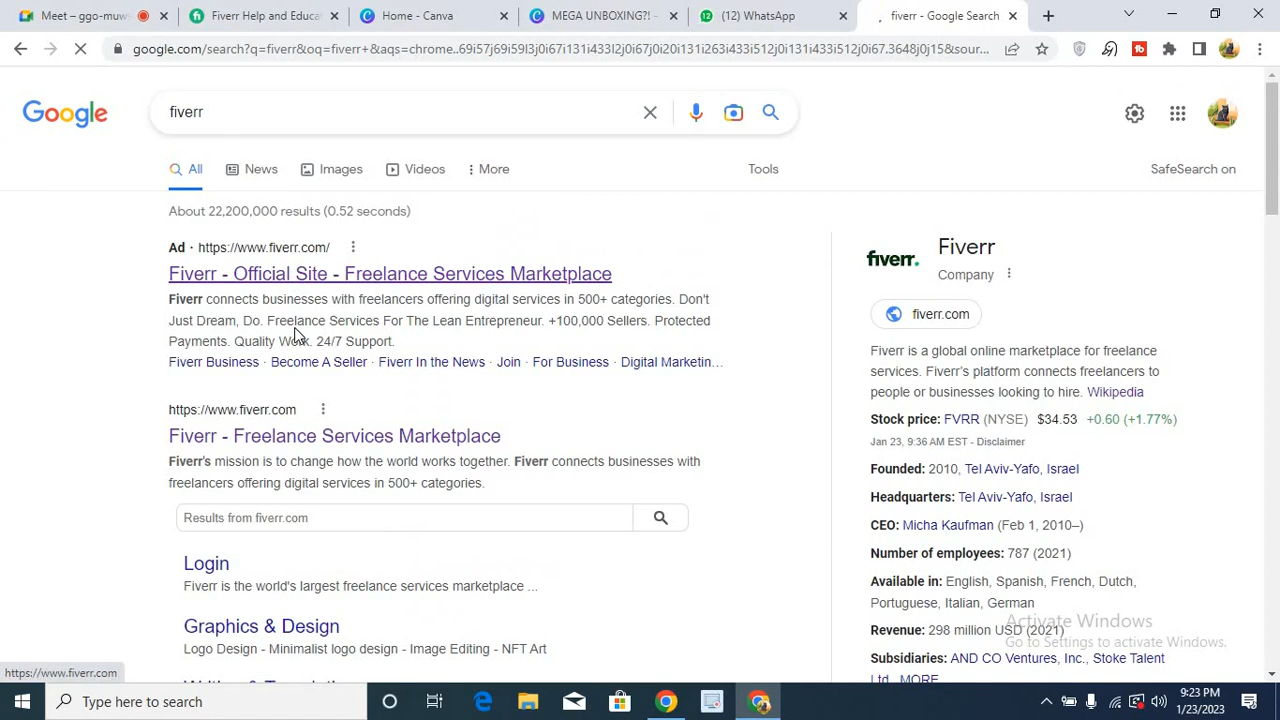 Meet – ggo-muw
Fiverr Help and Educa
Home - Canva
MEGA UNBOXING?! -
(12) WhatsApp
fiverr - Google Search
google.com/search?q=fiverr&oq=fiverr+&aqs=chrome..69i57j69i59l3j0i67i131i433l2j0i67j0i20i131i263i433i512j0i131i433i512j0i67.3648j0j15&sour...
Google
fiverr
All
News
Images
Videos
More
Tools
SafeSearch on
About 22,200,000 results (0.52 seconds)
Ad · https://www.fiverr.com/
Fiverr - Official Site - Freelance Services Marketplace
Fiverr connects businesses with freelancers offering digital services in 500+ categories. Don't
Just Dream, Do. Freelance Services For The Lean Entrepreneur. +100,000 Sellers. Protected
Payments. Quality Work. 24/7 Support.
Fiverr Business · Become A Seller · Fiverr In the News · Join · For Business · Digital Marketin...
https://www.fiverr.com
Fiverr - Freelance Services Marketplace
Fiverr's mission is to change how the world works together. Fiverr connects businesses with
freelancers offering digital services in 500+ categories.
Results from fiverr.com
Login
Fiverr is the world's largest freelance services marketplace ...
Graphics & Design
Logo Design - Minimalist logo design - Image Editing - NFT Art
fiverr.
Fiverr
Company
fiverr.com
Fiverr is a global online marketplace for freelance
services. Fiverr's platform connects freelancers to
people or businesses looking to hire. Wikipedia
Stock price: FVRR (NYSE) $34.53 +0.60 (+1.77%)
Jan 23, 9:36 AM EST - Disclaimer
Founded: 2010, Tel Aviv-Yafo, Israel
Headquarters: Tel Aviv-Yafo, Israel
CEO: Micha Kaufman (Feb 1, 2010–)
Number of employees: 787 (2021)
Available in: English, Spanish, French, Dutch,
Portuguese, Italian, German
Revenue: 298 million USD (2021)
Subsidiaries: AND CO Ventures, Inc., Stoke Talent
Ltd., MORE
Activate Windows
Go to Settings to activate Windows.
https://www.fiverr.com
Type here to search
9:23 PM
1/23/2023